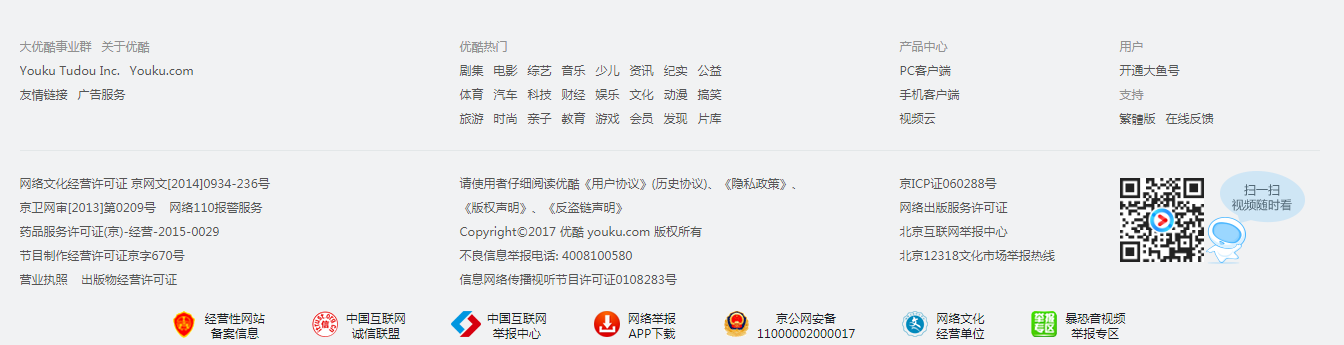 大优酷事业群 关于优酷
Youku Tudou Inc. Youku.com
友情链接 广告服务
优酷热门
剧集 电影 综艺 音乐 少儿 资讯 纪实 公益
体育 汽车 科技 财经 娱乐 文化 动漫 搞笑
旅游 时尚 亲子 教育 游戏 会员 发现 片库
产品中心
PC客户端
手机客户端
视频云
用户
开通大鱼号
支持
繁體版 在线反馈
网络文化经营许可证 京网文[2014]0934-236号
京卫网审[2013]第0209号 网络110报警服务
药品服务许可证(京)-经营-2015-0029
节目制作经营许可证京字670号
营业执照 出版物经营许可证
请使用者仔细阅读优酷《用户协议》(历史协议)、《隐私政策》、
《版权声明》、《反盗链声明》
Copyright©2017 优酷 youku.com 版权所有
不良信息举报电话: 4008100580
信息网络传播视听节目许可证0108283号
京ICP证060288号
网络出版服务许可证
北京互联网举报中心
北京12318文化市场举报热线
扫一扫
视频随时看
经营性网站
备案信息
中国互联网
诚信联盟
中国互联网
举报中心
网络举报
APP下载
京公网安备
11000002000017
网络文化
经营单位
举报
专区
暴恐音视频
举报专区